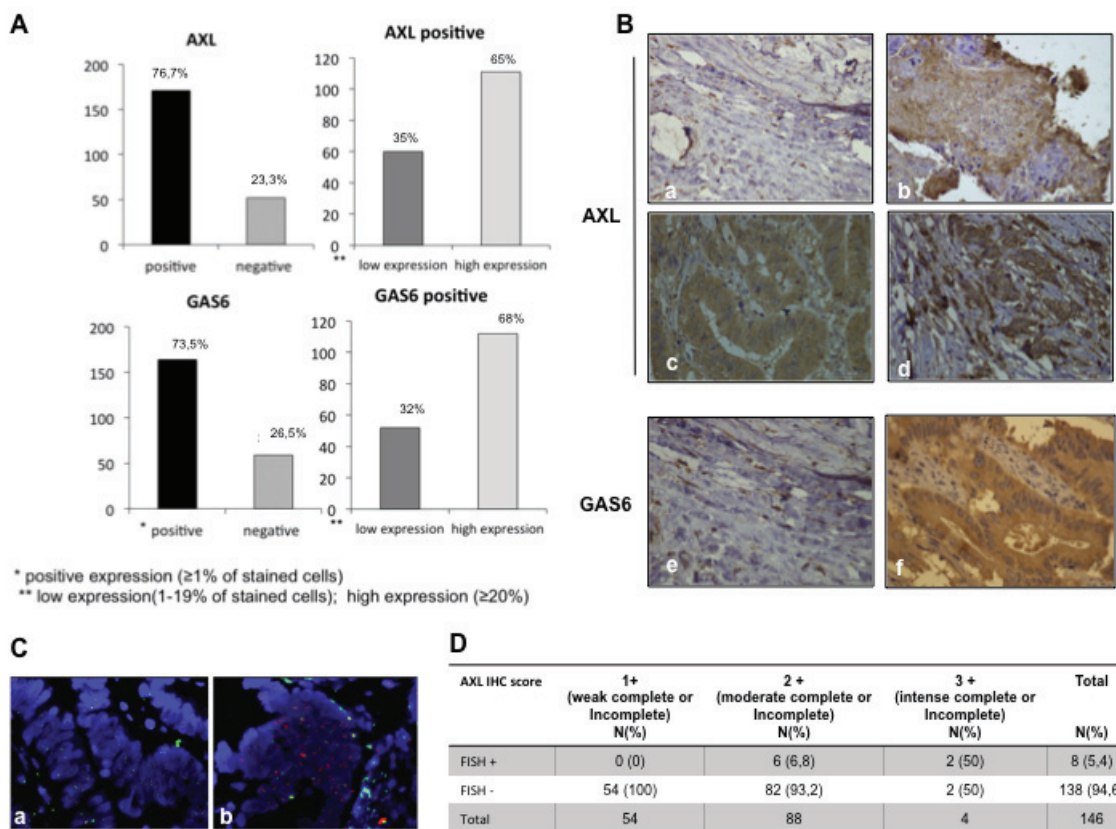 A
AXL
76,7%
23,3%
200
150
100
50
0
positive negative
AXL positive
65%
35%
120
100
80
60
40
20
0
** low expression high expression
GAS6
73,5%
: 26,5%
200
150
100
50
0
* positive negative
GAS6 positive
68%
32%
120
100
80
60
40
20
0
** low expression high expression
* positive expression (≥1% of stained cells)
** low expression(1-19% of stained cells); high expression (≥20%)
B
AXL
a
b
c
d
GAS6
e
f
C
a
b
D
AXL IHC score 1+ 2 + 3 + Total
(weak complete or (moderate complete or (intense complete or
Incomplete) Incomplete) Incomplete)
N(%) N(%) N(%) N(%)
FISH + 0 (0) 6 (6,8) 2 (50) 8 (5,4)
FISH - 54 (100) 82 (93,2) 2 (50) 138 (94,6
Total 54 88 4 146